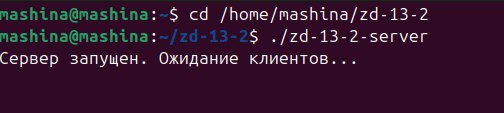 mashina@mashina:~$ cd /home/mashina/zd-13-2
mashina@mashina:~/zd-13-2$ ./zd-13-2-server
Сервер запущен. Ожидание клиентов...